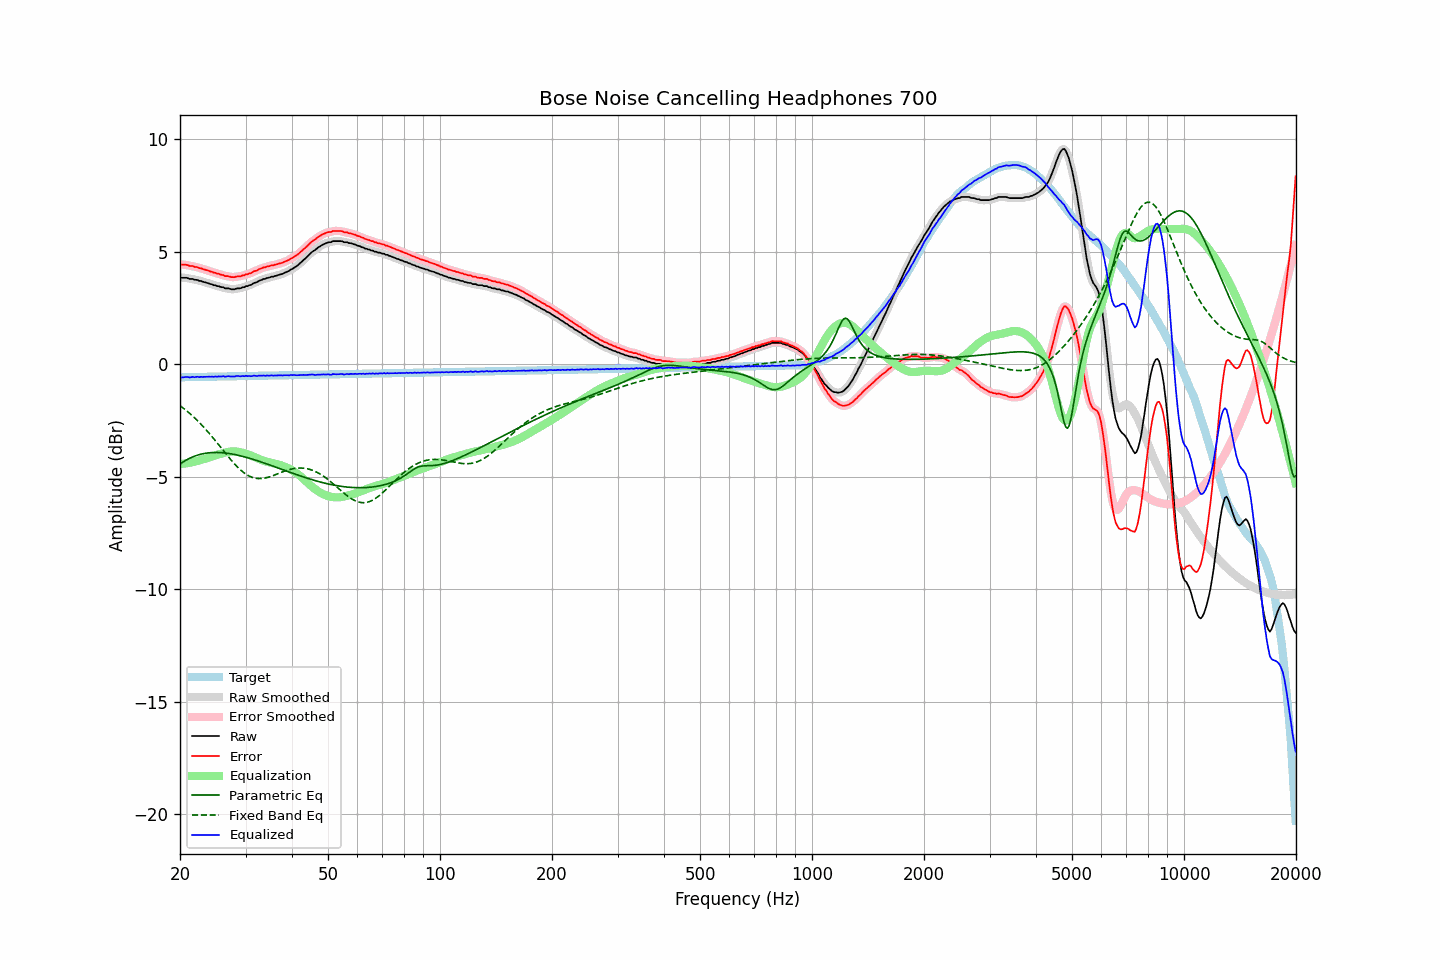 Bose Noise Cancelling Headphones 700
10
5
0
−5
−10
−15
−20
Amplitude (dBr)
Target
Raw Smoothed
Error Smoothed
Raw
Error
Equalization
Parametric Eq
Fixed Band Eq
Equalized
20 50 100 200 500 1000 2000 5000 10000 20000
Frequency (Hz)